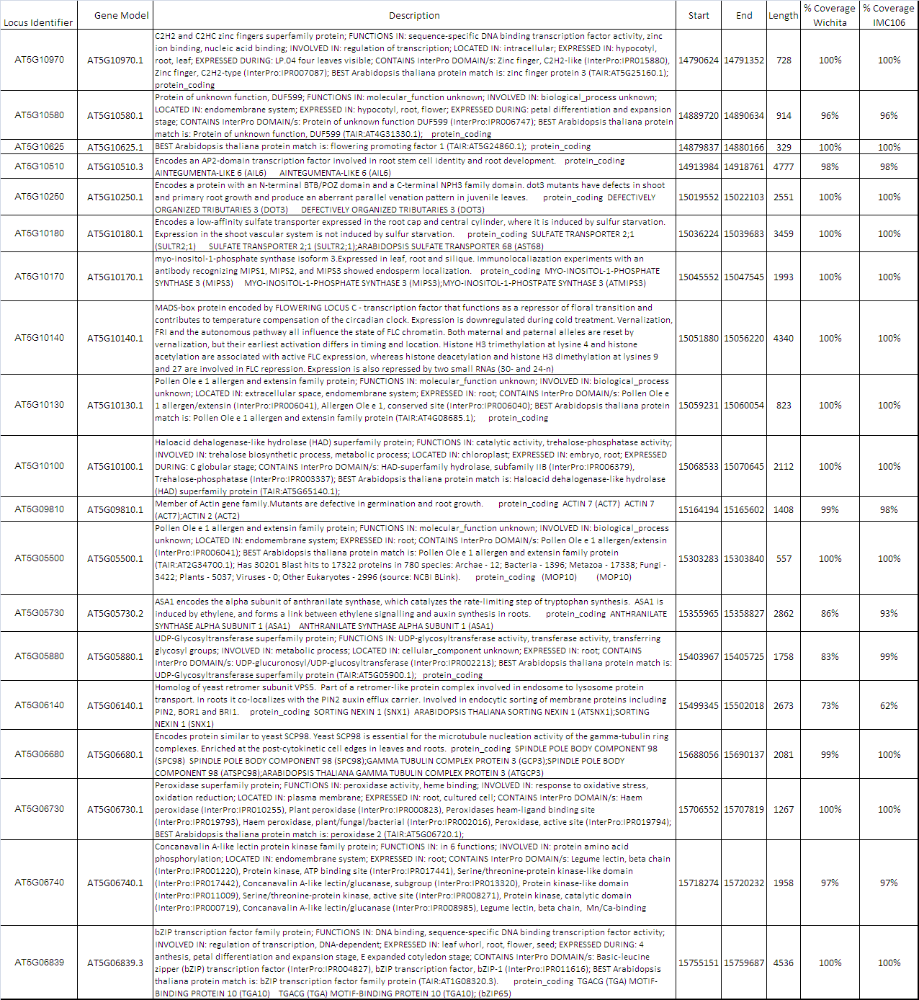 Locus Identifier Gene Model Description Start End Length % Coverage Wichita % Coverage IMC106
AT5G10970 AT5G10970.1
C2H2 and C2HC zinc fingers superfamily protein; FUNCTIONS IN: sequence-specific DNA binding transcription factor activity, zinc
ion binding, nucleic acid binding; INVOLVED IN: regulation of transcription; LOCATED IN: intracellular; EXPRESSED IN: hypocotyl,
root, leaf; EXPRESSED DURING: LP.04 four leaves visible; CONTAINS InterPro DOMAIN/s: Zinc finger, C2H2-like (InterPro:IPR015880),
Zinc finger, C2H2-type (InterPro:IPR007087); BEST Arabidopsis thaliana protein match is: zinc finger protein 3 (TAIR:AT5G25160.1);
protein_coding
14790624 14791352 728 100% 100%
AT5G10580 AT5G10580.1
Protein of unknown function, DUF599; FUNCTIONS IN: molecular_function unknown; INVOLVED IN: biological_process unknown;
LOCATED IN: endomembrane system; EXPRESSED IN: hypocotyl, root, flower; EXPRESSED DURING: petal differentiation and expansion
stage; CONTAINS InterPro DOMAIN/s: Protein of unknown function DUF599 (InterPro:IPR006747); BEST Arabidopsis thaliana protein
match is: Protein of unknown function, DUF599 (TAIR:AT4G31330.1); protein_coding
14889720 14890634 914 96% 96%
AT5G10625 AT5G10625.1
BEST Arabidopsis thaliana protein match is: flowering promoting factor 1 (TAIR:AT5G24860.1); protein_coding
14879837 14880166 329 100% 100%
AT5G10510 AT5G10510.3
Encodes an AP2-domain transcription factor involved in root stem cell identity and root development. protein_coding
AINTEGUMENTA-LIKE 6 (AIL6) AINTEGUMENTA-LIKE 6 (AIL6)
14913984 14918761 4777 98% 98%
AT5G10250 AT5G10250.1
Encodes a protein with an N-terminal BTB/POZ domain and a C-terminal NPH3 family domain. dot3 mutants have defects in shoot
and primary root growth and produce an aberrant parallel venation pattern in juvenile leaves. protein_coding DEFECTIVELY
ORGANIZED TRIBUTARIES 3 (DOT3) DEFECTIVELY ORGANIZED TRIBUTARIES 3 (DOT3)
15019552 15022103 2551 100% 100%
AT5G10180 AT5G10180.1
Encodes a low-affinity sulfate transporter expressed in the root cap and central cylinder, where it is induced by sulfur starvation.
Expression in the shoot vascular system is not induced by sulfur starvation. protein_coding SULFATE TRANSPORTER 2;1
(SULTR2;1) SULFATE TRANSPORTER 2;1 (SULTR2;1);ARABIDOPSIS SULFATE TRANSPORTER 68 (AST68)
15036224 15039683 3459 100% 100%
AT5G10170 AT5G10170.1
myo-inositol-1-phosphate synthase isoform 3.Expressed in leaf, root and silique. Immunolocaliazation experiments with an
antibody recognizing MIPS1, MIPS2, and MIPS3 showed endosperm localization. protein_coding MYO-INOSITOL-1-PHOSPHATE
SYNTHASE 3 (MIPS3) MYO-INOSITOL-1-PHOSPHATE SYNTHASE 3 (MIPS3);MYO-INOSITOL-1-PHOSTPATE SYNTHASE 3 (ATMIPS3)
15045552 15047545 1993 100% 100%
AT5G10140 AT5G10140.1
MADS-box protein encoded by FLOWERING LOCUS C - transcription factor that functions as a repressor of floral transition and
contributes to temperature compensation of the circadian clock. Expression is downregulated during cold treatment. Vernalization,
FRI and the autonomous pathway all influence the state of FLC chromatin. Both maternal and paternal alleles are reset by
vernalization, but their earliest activation differs in timing and location. Histone H3 trimethylation at lysine 4 and histone
acetylation are associated with active FLC expression, whereas histone deacetylation and histone H3 dimethylation at lysines 9
and 27 are involved in FLC repression. Expression is also repressed by two small RNAs (30- and 24-n)
15051880 15056220 4340 100% 100%
AT5G10130 AT5G10130.1
Pollen Ole e 1 allergen and extensin family protein; FUNCTIONS IN: molecular_function unknown; INVOLVED IN: biological_process
unknown; LOCATED IN: extracellular space, endomembrane system; EXPRESSED IN: root; CONTAINS InterPro DOMAIN/s: Pollen Ole e
1 allergen/extensin (InterPro:IPR006041), Allergen Ole e 1, conserved site (InterPro:IPR006040); BEST Arabidopsis thaliana protein
match is: Pollen Ole e 1 allergen and extensin family protein (TAIR:AT4G08685.1); protein_coding
15059231 15060054 823 100% 100%
AT5G10100 AT5G10100.1
Haloacid dehalogenase-like hydrolase (HAD) superfamily protein; FUNCTIONS IN: catalytic activity, trehalose-phosphatase activity;
INVOLVED IN: trehalose biosynthetic process, metabolic process; LOCATED IN: chloroplast; EXPRESSED IN: embryo, root; EXPRESSED
DURING: C globular stage; CONTAINS InterPro DOMAIN/s: HAD-superfamily hydrolase, subfamily IIB (InterPro:IPR006379),
Trehalose-phosphatase (InterPro:IPR003337); BEST Arabidopsis thaliana protein match is: Haloacid dehalogenase-like hydrolase
(HAD) superfamily protein (TAIR:AT5G65140.1);
15068533 15070645 2112 100% 100%
AT5G09810 AT5G09810.1
Member of Actin gene family.Mutants are defective in germination and root growth. protein_coding ACTIN 7 (ACT7) ACTIN 7
(ACT7);ACTIN 2 (ACT2)
15164194 15165602 1408 99% 98%
AT5G05500 AT5G05500.1
Pollen Ole e 1 allergen and extensin family protein; FUNCTIONS IN: molecular_function unknown; INVOLVED IN: biological_process
unknown; LOCATED IN: endomembrane system; EXPRESSED IN: root; CONTAINS InterPro DOMAIN/s: Pollen Ole e 1 allergen/extensin
(InterPro:IPR006041); BEST Arabidopsis thaliana protein match is: Pollen Ole e 1 allergen and extensin family protein
(TAIR:AT2G34700.1); Has 30201 Blast hits to 17322 proteins in 780 species: Archae - 12; Bacteria - 1396; Metazoa - 17338; Fungi -
3422; Plants - 5037; Viruses - 0; Other Eukaryotes - 2996 (source: NCBI BLink). protein_coding (MOP10) (MOP10)
15303283 15303840 557 100% 100%
AT5G05730 AT5G05730.2
ASA1 encodes the alpha subunit of anthranilate synthase, which catalyzes the rate-limiting step of tryptophan synthesis. ASA1 is
induced by ethylene, and forms a link between ethylene signalling and auxin synthesis in roots. protein_coding ANTHRANILATE
SYNTHASE ALPHA SUBUNIT 1 (ASA1) ANTHRANILATE SYNTHASE ALPHA SUBUNIT 1 (ASA1)
15355965 15358827 2862 86% 93%
AT5G05880 AT5G05880.1
UDP-Glycosyltransferase superfamily protein; FUNCTIONS IN: UDP-glycosyltransferase activity, transferase activity, transferring
glycosyl groups; INVOLVED IN: metabolic process; LOCATED IN: cellular_component unknown; EXPRESSED IN: root; CONTAINS
InterPro DOMAIN/s: UDP-glucuronosyl/UDP-glucosyltransferase (InterPro:IPR002213); BEST Arabidopsis thaliana protein match is:
UDP-Glycosyltransferase superfamily protein (TAIR:AT5G05900.1); protein_coding
15403967 15405725 1758 83% 99%
AT5G06140 AT5G06140.1
Homolog of yeast retromer subunit VPS5. Part of a retromer-like protein complex involved in endosome to lysosome protein
transport. In roots it co-localizes with the PIN2 auxin efflux carrier. Involved in endocytic sorting of membrane proteins including
PIN2, BOR1 and BRI1. protein_coding SORTING NEXIN 1 (SNX1) ARABIDOPSIS THALIANA SORTING NEXIN 1 (ATSNX1);SORTING
NEXIN 1 (SNX1)
15499345 15502018 2673 73% 62%
AT5G06680 AT5G06680.1
Encodes protein similar to yeast SCP98. Yeast SCP98 is essential for the microtubule nucleation activity of the gamma-tubulin ring
complexes. Enriched at the post-cytokinetic cell edges in leaves and roots. protein_coding SPINDLE POLE BODY COMPONENT 98
(SPC98) SPINDLE POLE BODY COMPONENT 98 (SPC98);GAMMA TUBULIN COMPLEX PROTEIN 3 (GCP3);SPINDLE POLE BODY
COMPONENT 98 (ATSPC98);ARABIDOPSIS THALIANA GAMMA TUBULIN COMPLEX PROTEIN 3 (ATGCP3)
15688056 15690137 2081 99% 100%
AT5G06730 AT5G06730.1
Peroxidase superfamily protein; FUNCTIONS IN: peroxidase activity, heme binding; INVOLVED IN: response to oxidative stress,
oxidation reduction; LOCATED IN: plasma membrane; EXPRESSED IN: root, cultured cell; CONTAINS InterPro DOMAIN/s: Haem
peroxidase (InterPro:IPR010255), Plant peroxidase (InterPro:IPR000823), Peroxidases heam-ligand binding site
(InterPro:IPR019793), Haem peroxidase, plant/fungal/bacterial (InterPro:IPR002016), Peroxidase, active site (InterPro:IPR019794);
BEST Arabidopsis thaliana protein match is: peroxidase 2 (TAIR:AT5G06720.1);
15706552 15707819 1267 100% 100%
AT5G06740 AT5G06740.1
Concanavalin A-like lectin protein kinase family protein; FUNCTIONS IN: in 6 functions; INVOLVED IN: protein amino acid
phosphorylation; LOCATED IN: endomembrane system; EXPRESSED IN: root; CONTAINS InterPro DOMAIN/s: Legume lectin, beta chain
(InterPro:IPR001220), Protein kinase, ATP binding site (InterPro:IPR017441), Serine/threonine-protein kinase-like domain
(InterPro:IPR017442), Concanavalin A-like lectin/glucanase, subgroup (InterPro:IPR013320), Protein kinase-like domain
(InterPro:IPR011009), Serine/threonine-protein kinase, active site (InterPro:IPR008271), Protein kinase, catalytic domain
(InterPro:IPR000719), Concanavalin A-like lectin/glucanase (InterPro:IPR008985), Legume lectin, beta chain, Mn/Ca-binding
15718274 15720232 1958 97% 97%
AT5G06839 AT5G06839.3
bZIP transcription factor family protein; FUNCTIONS IN: DNA binding, sequence-specific DNA binding transcription factor activity;
INVOLVED IN: regulation of transcription, DNA-dependent; EXPRESSED IN: leaf whorl, root, flower, seed; EXPRESSED DURING: 4
anthesis, petal differentiation and expansion stage, E expanded cotyledon stage; CONTAINS InterPro DOMAIN/s: Basic-leucine
zipper (bZIP) transcription factor (InterPro:IPR004827), bZIP transcription factor, bZIP-1 (InterPro:IPR011616); BEST Arabidopsis
thaliana protein match is: bZIP transcription factor family protein (TAIR:AT1G08320.3). protein_coding TGACG (TGA) MOTIF-
BINDING PROTEIN 10 (TGA10) TGACG (TGA) MOTIF-BINDING PROTEIN 10 (TGA10); (bZIP65)
15755151 15759687 4536 100% 100%